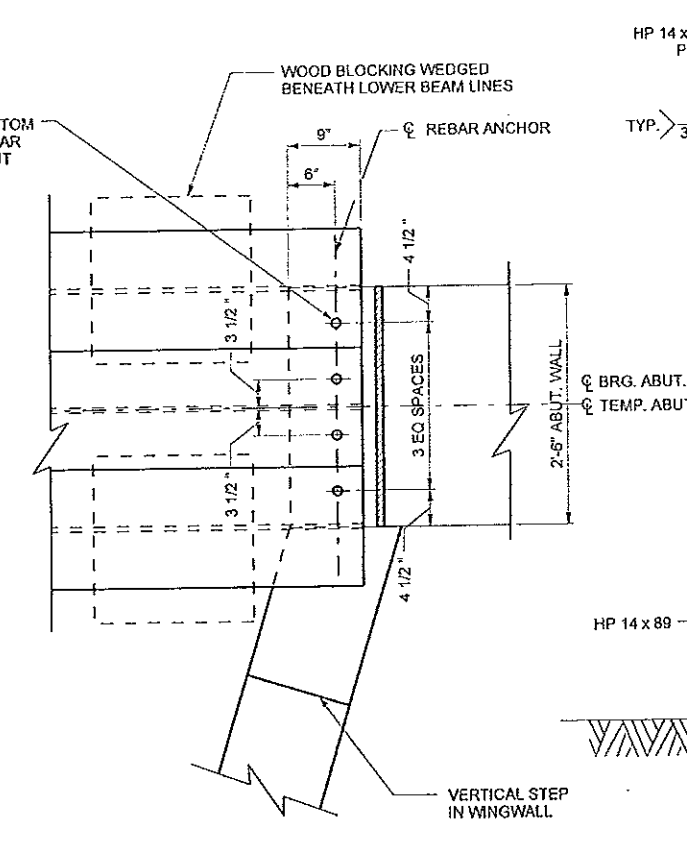 HP 14 x
P
WOOD BLOCKING WEDGED
BENEATH LOWER BEAM LINES
TOM
AR
T
9"
℄ REBAR ANCHOR
TYP.
3
6"
4 1/2 "
3 1/2 "
3 EQ SPACES
2'-6" ABUT. WALL
℄ BRG. ABUT.
℄ TEMP. ABUT
3 1/2 "
4 1/2 "
HP 14 x 89
VERTICAL STEP
IN WINGWALL